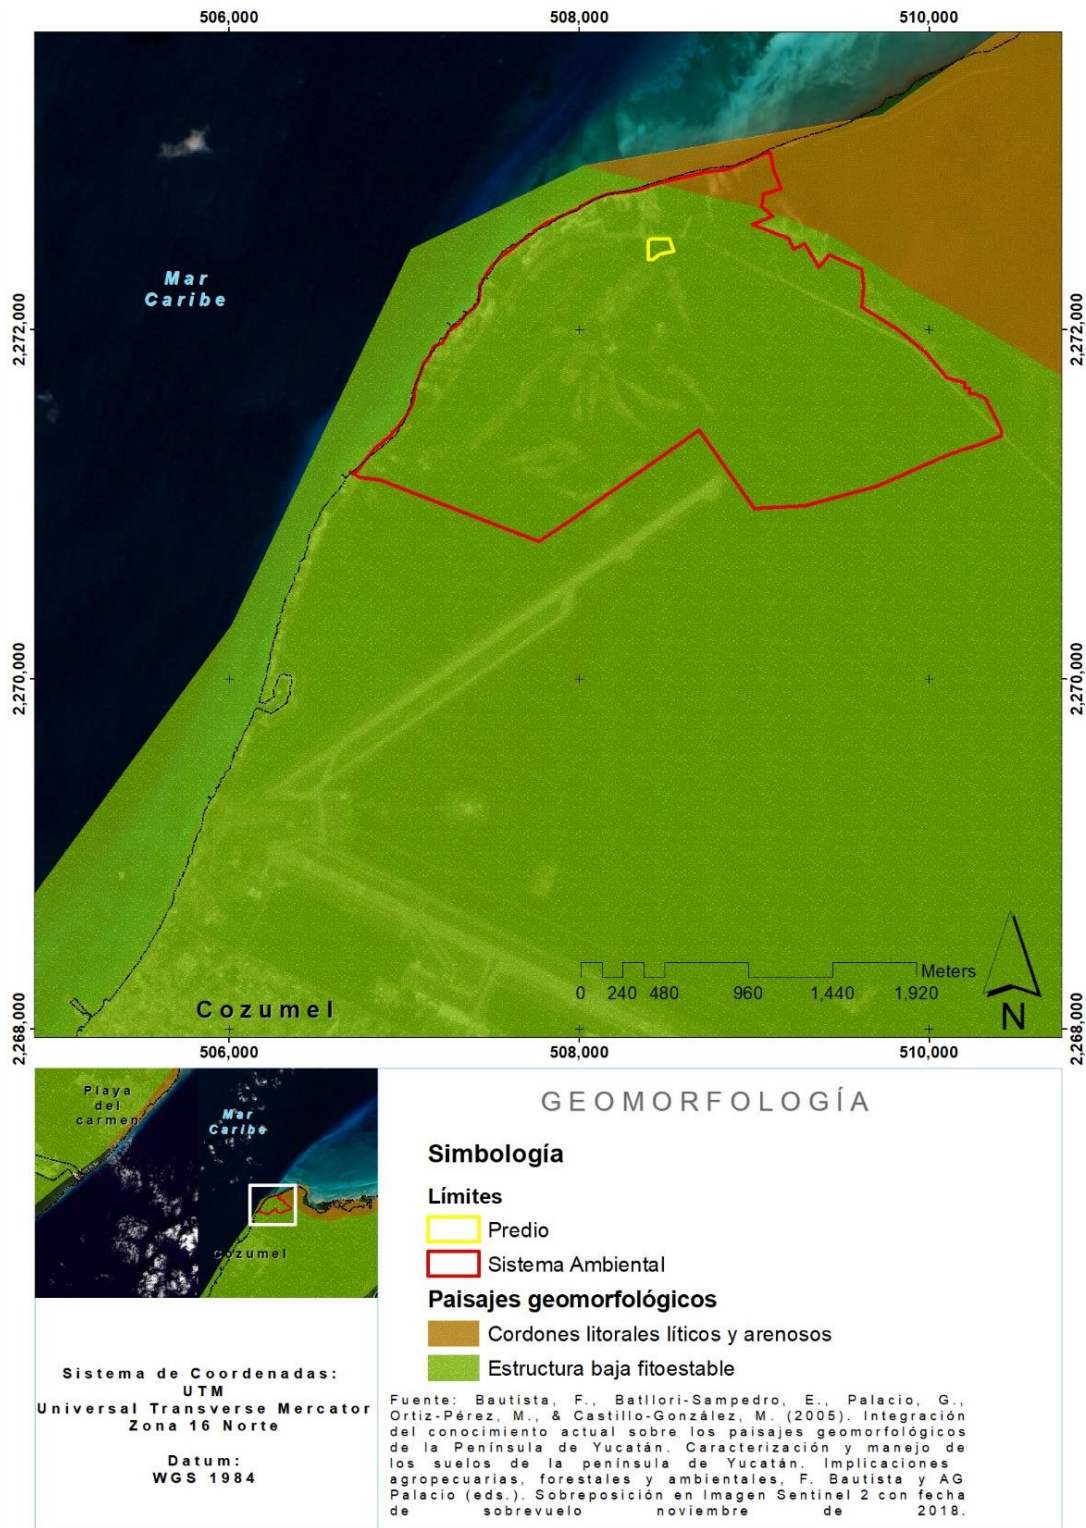 506,000 508,000 510,000
Mar
Caribe
2,272,000 2,272,000
2,270,000 2,270,000
2,268,000 2,268,000
Cozumel
Meters
0 240 480 960 1,440 1,920
N
506,000 508,000 510,000
Playa
del
carmen
Mar
Caribe
Cozumel
GEOMORFOLOGÍA
Simbología
Límites
Predio
Sistema Ambiental
Paisajes geomorfológicos
Cordones litorales líticos y arenosos
Estructura baja fitoestable
Sistema de Coordenadas:
UTM
Universal Transverse Mercator
Zona 16 Norte
Datum:
WGS 1984
Fuente: Bautista, F., Batllori-Sampedro, E., Palacio, G.,
Ortiz-Pérez, M., & Castillo-González, M. (2005). Integración
del conocimiento actual sobre los paisajes geomorfológicos
de la Península de Yucatán. Caracterización y manejo de
los suelos de la península de Yucatán. Implicaciones
agropecuarias, forestales y ambientales, F. Bautista y AG
Palacio (eds.). Sobreposición en Imagen Sentinel 2 con fecha
de sobrevuelo noviembre de 2018.